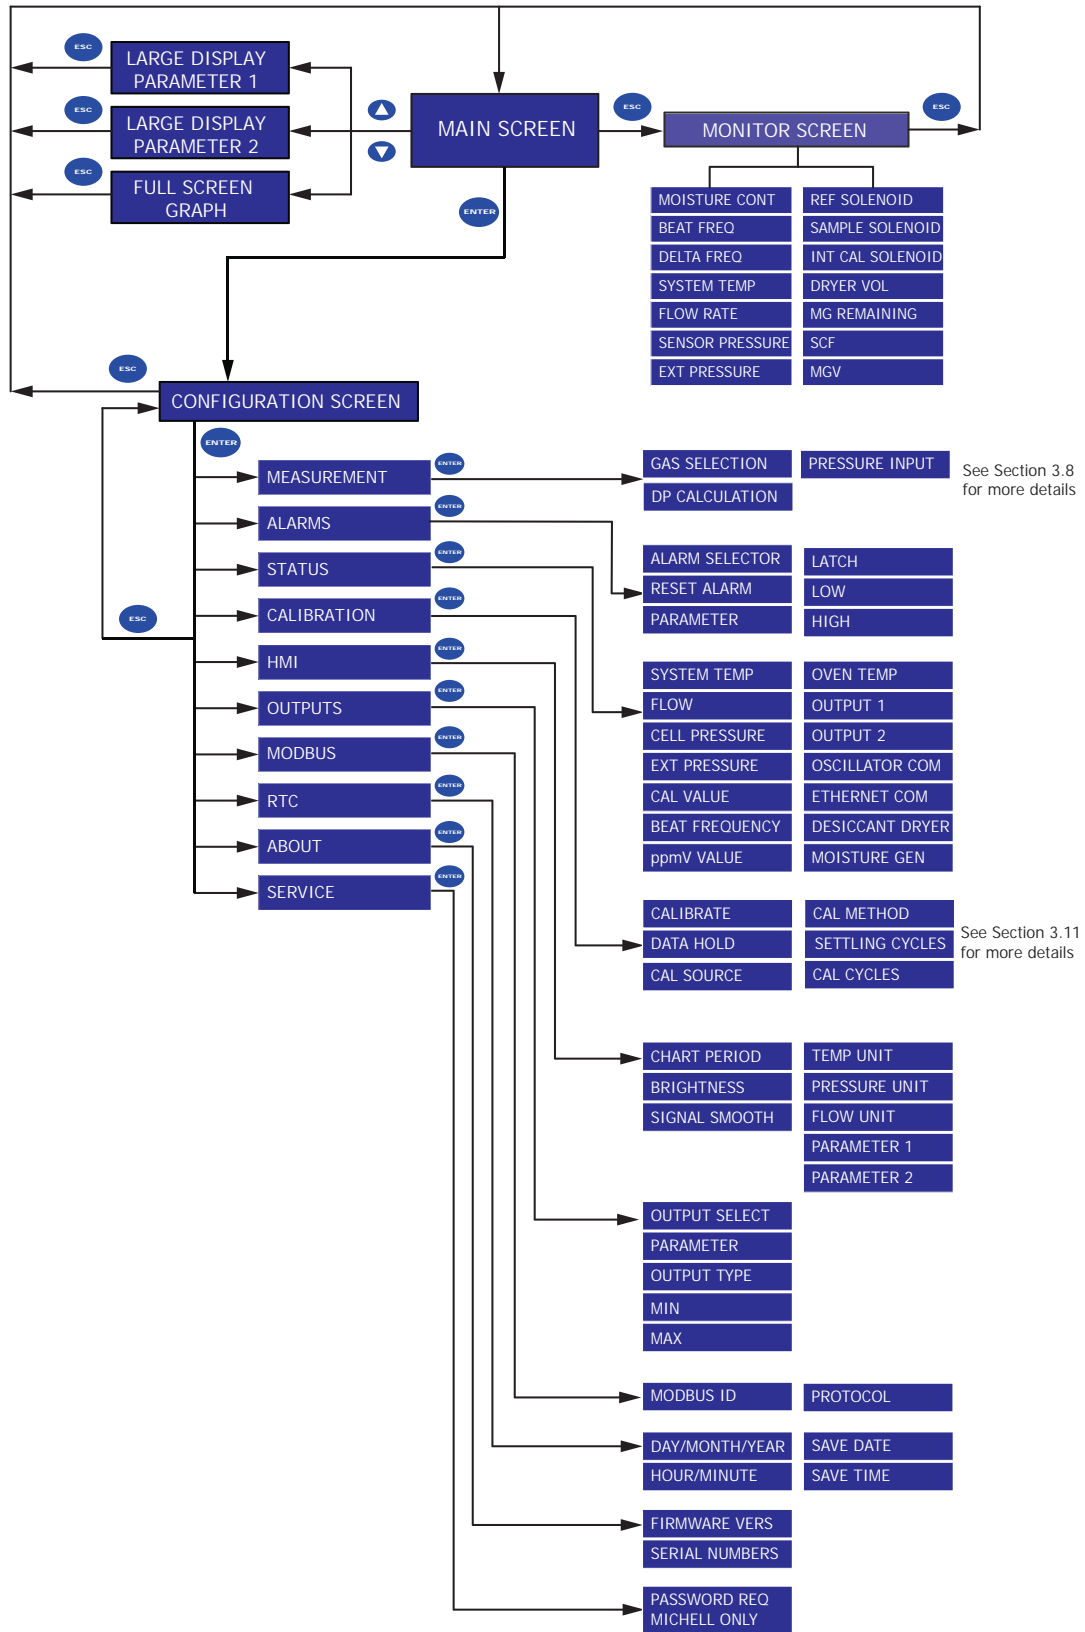 ESC
LARGE DISPLAY
PARAMETER 1
ESC
LARGE DISPLAY
PARAMETER 2
ESC
FULL SCREEN
GRAPH
MAIN SCREEN
ESC
MONITOR SCREEN
ESC
ENTER
MOISTURE CONT
REF SOLENOID
BEAT FREQ
SAMPLE SOLENOID
DELTA FREQ
INT CAL SOLENOID
SYSTEM TEMP
DRYER VOL
FLOW RATE
MG REMAINING
SENSOR PRESSURE
SCF
EXT PRESSURE
MGV
ESC
CONFIGURATION SCREEN
ENTER
ESC
MEASUREMENT
ENTER
ALARMS
ENTER
STATUS
ENTER
CALIBRATION
ENTER
HMI
ENTER
OUTPUTS
ENTER
MODBUS
ENTER
RTC
ENTER
ABOUT
ENTER
SERVICE
ENTER
GAS SELECTION
PRESSURE INPUT
DP CALCULATION
See Section 3.8
for more details
ALARM SELECTOR
LATCH
RESET ALARM
LOW
PARAMETER
HIGH
SYSTEM TEMP
OVEN TEMP
FLOW
OUTPUT 1
CELL PRESSURE
OUTPUT 2
EXT PRESSURE
OSCILLATOR COM
CAL VALUE
ETHERNET COM
BEAT FREQUENCY
DESICCANT DRYER
ppmV VALUE
MOISTURE GEN
CALIBRATE
CAL METHOD
DATA HOLD
SETTLING CYCLES
CAL SOURCE
CAL CYCLES
See Section 3.11
for more details
CHART PERIOD
TEMP UNIT
BRIGHTNESS
PRESSURE UNIT
SIGNAL SMOOTH
FLOW UNIT
PARAMETER 1
PARAMETER 2
OUTPUT SELECT
PARAMETER
OUTPUT TYPE
MIN
MAX
MODBUS ID
PROTOCOL
DAY/MONTH/YEAR
SAVE DATE
HOUR/MINUTE
SAVE TIME
FIRMWARE VERS
SERIAL NUMBERS
PASSWORD REQ
MICHELL ONLY